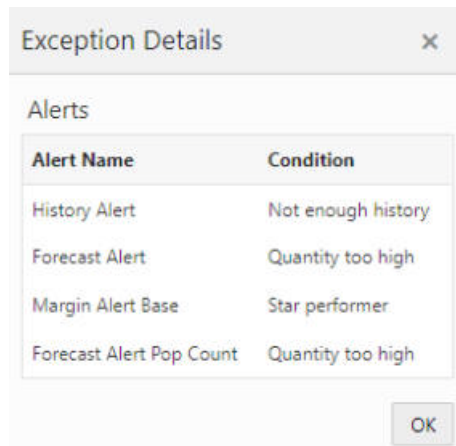 Exception Details ×
Alerts
Alert Name Condition
History Alert Not enough history
Forecast Alert Quantity too high
Margin Alert Base Star performer
Forecast Alert Pop Count Quantity too high
OK